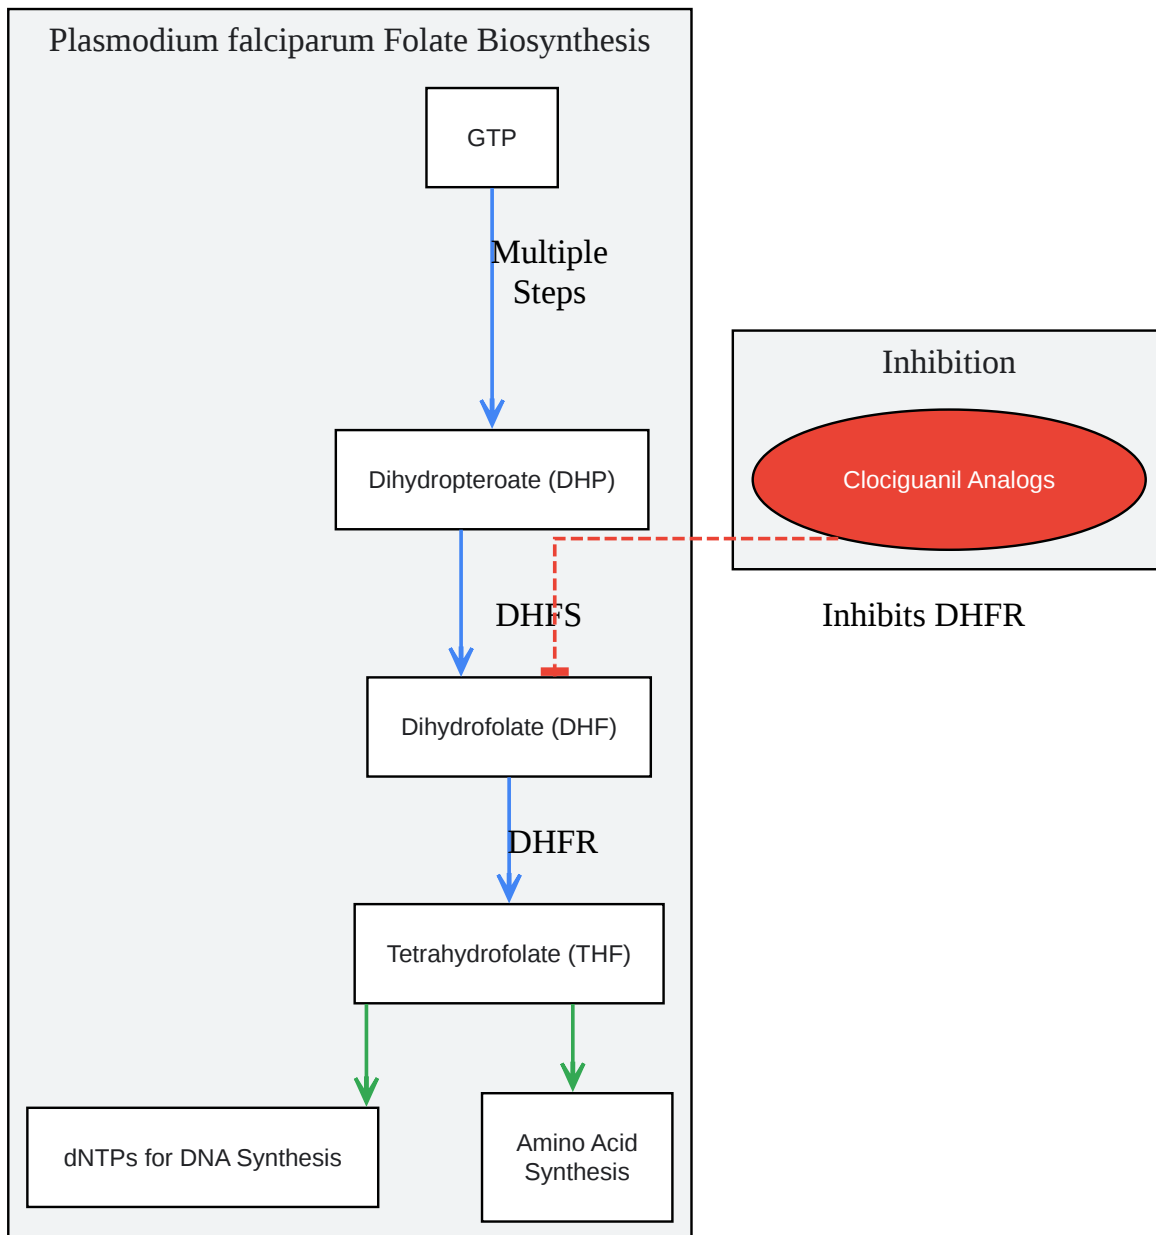 Plasmodium falciparum Folate Biosynthesis
GTP
Multiple
Steps
Inhibition
Clociguanil Analogs
Dihydropteroate (DHP)
DHFS
Inhibits DHFR
Dihydrofolate (DHF)
DHFR
Tetrahydrofolate (THF)
dNTPs for DNA Synthesis
Amino Acid
Synthesis